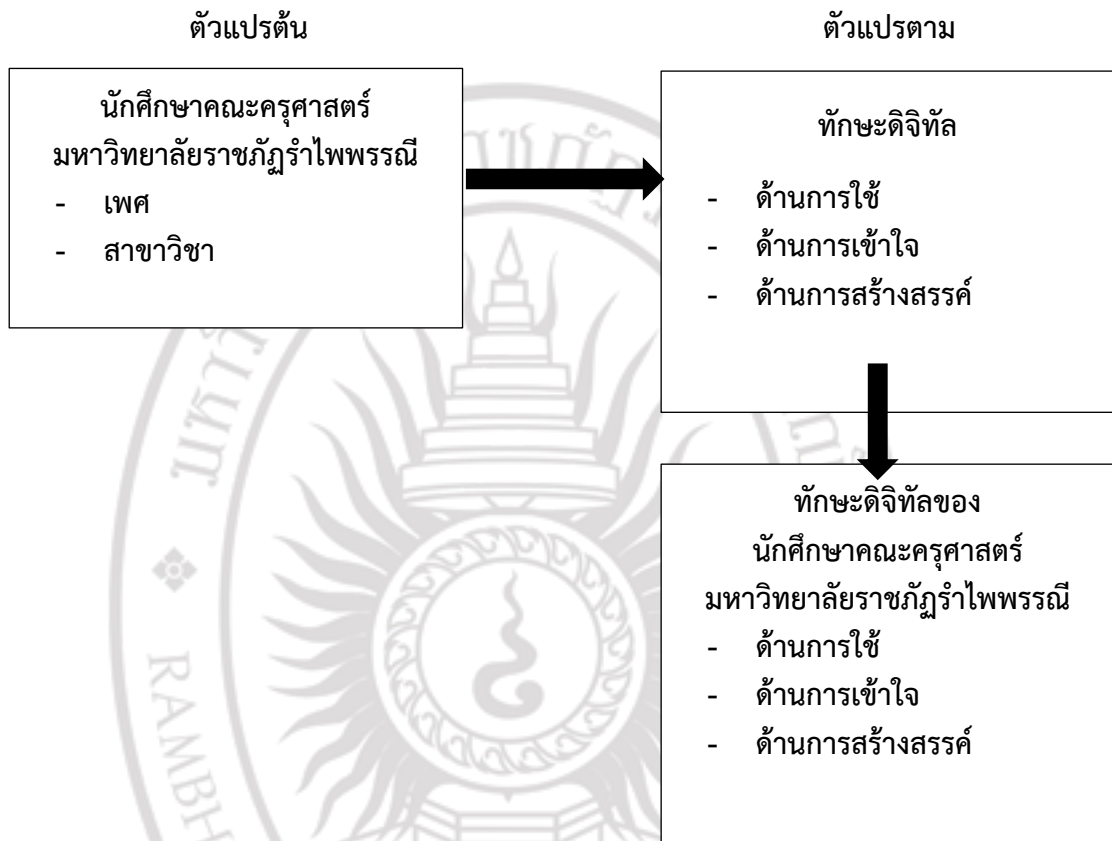 ตัวแปรต้น
ตัวแปรตาม
นักศึกษาคณะครุศาสตร์
มหาวิทยาลัยราชภัฏรำไพพรรณี
- เพศ
- สาขาวิชา
ทักษะดิจิทัล
- ด้านการใช้
- ด้านการเข้าใจ
- ด้านการสร้างสรรค์
ทักษะดิจิทัลของ
นักศึกษาคณะครุศาสตร์
มหาวิทยาลัยราชภัฏรำไพพรรณี
- ด้านการใช้
- ด้านการเข้าใจ
- ด้านการสร้างสรรค์